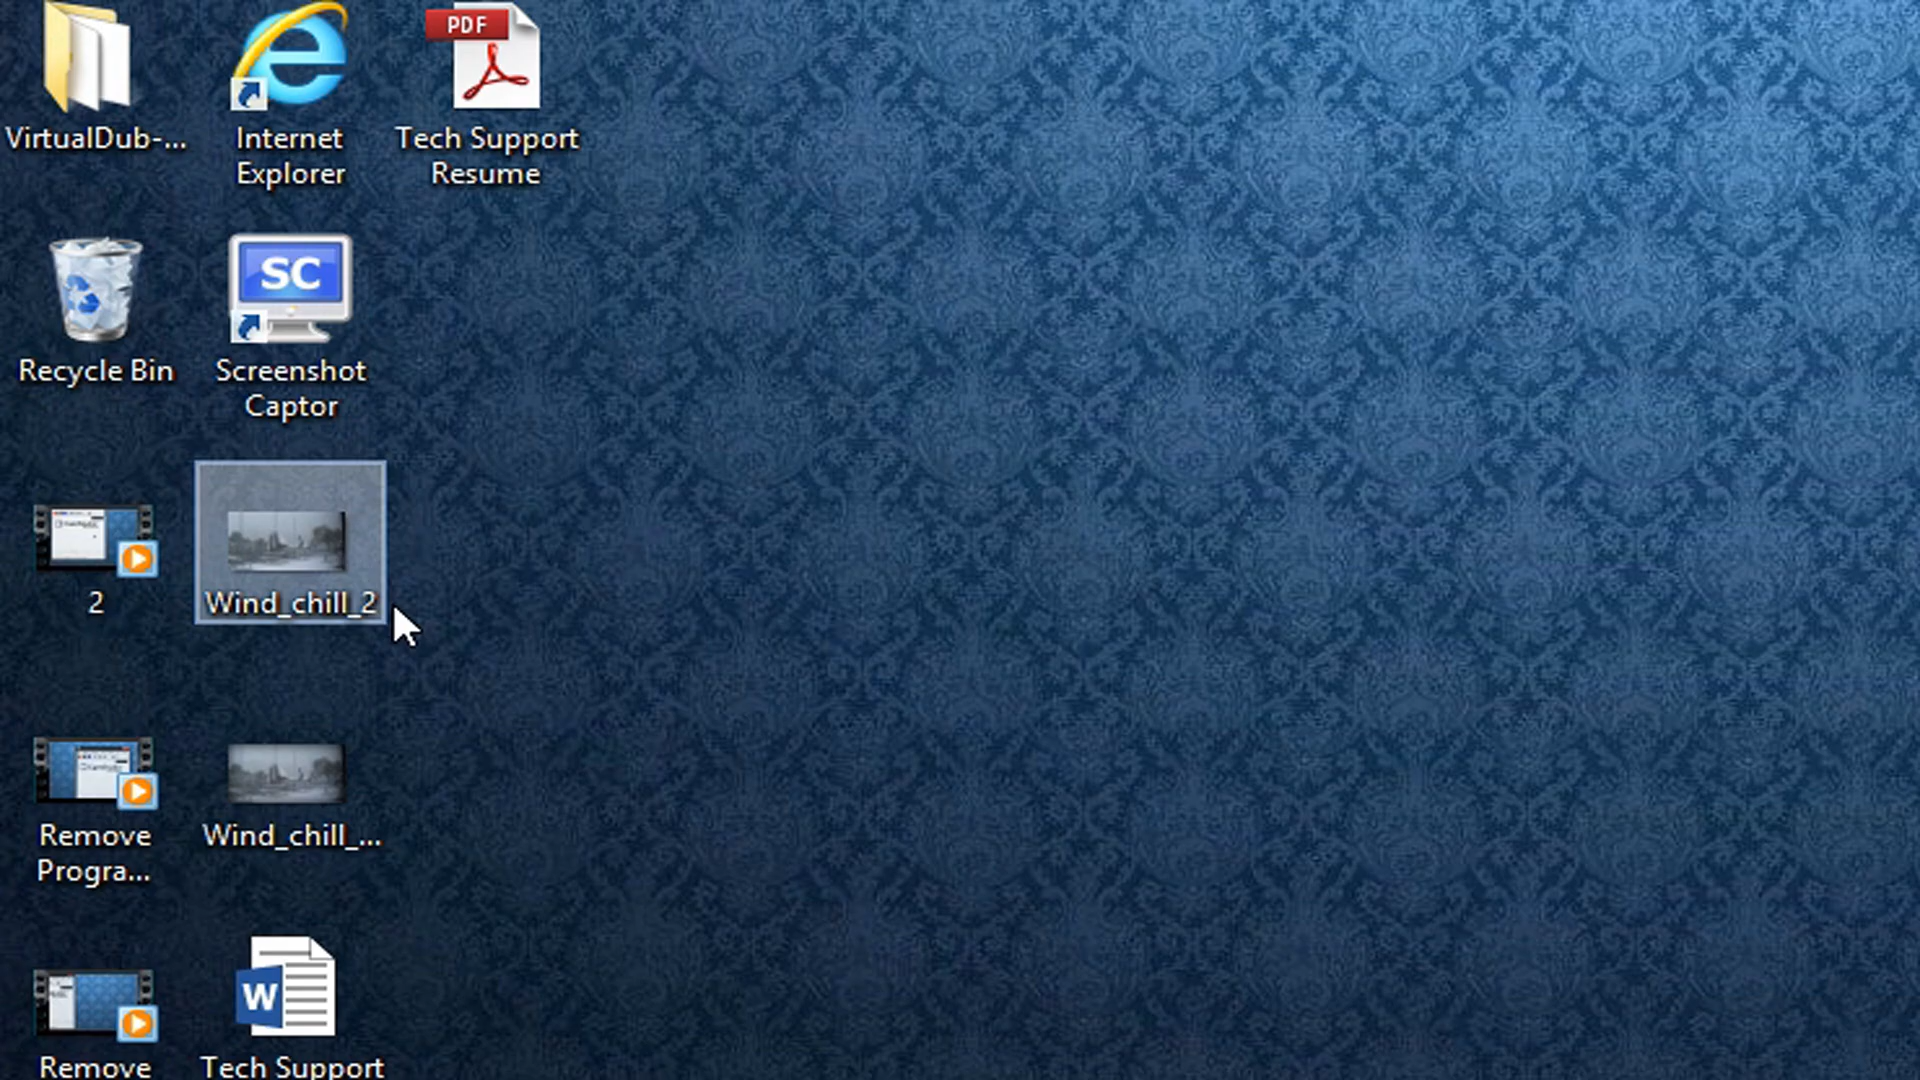 PDF
VirtualDub-...
Internet
Explorer
Tech Support
Resume
SC
Recycle Bin
Screenshot
Captor
2
Wind_chill_2
Remove
Progra...
Wind_chill_...
W
Remove
Tech Support